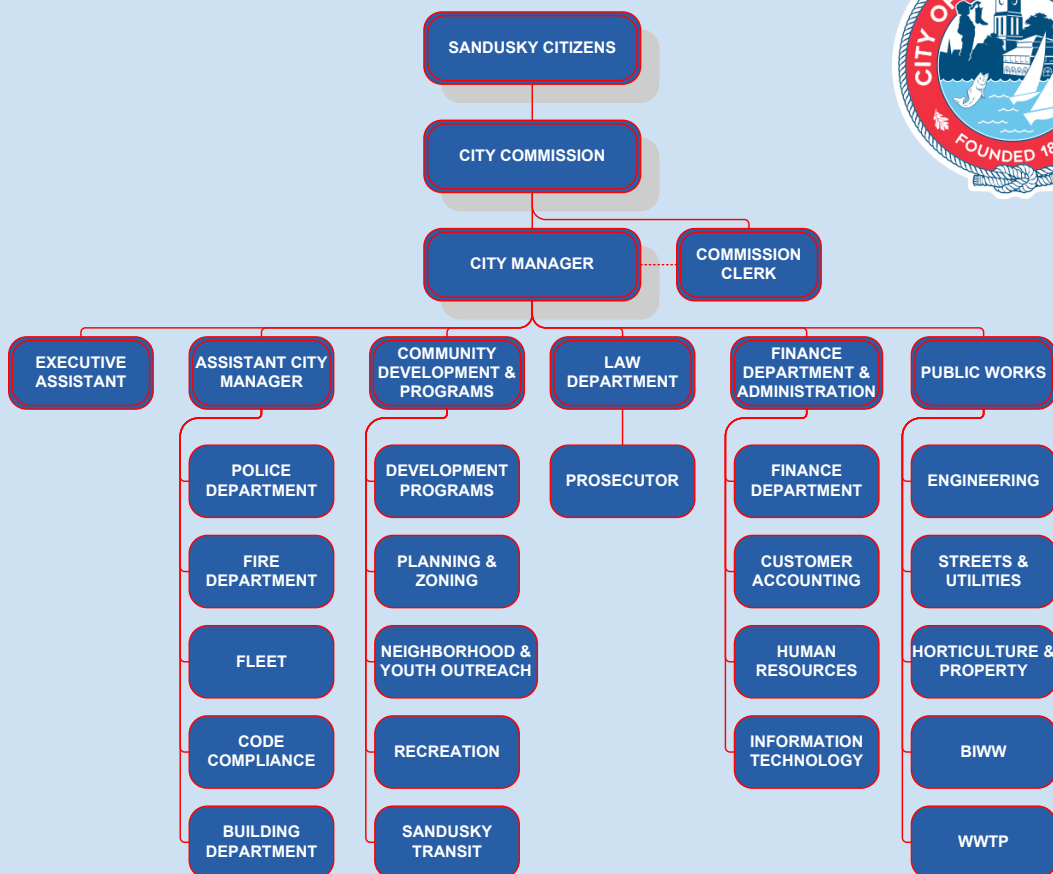 SANDUSKY CITIZENS
CITY OF
FOUNDED 18
CITY COMMISSION
CITY MANAGER
COMMISSION
CLERK
EXECUTIVE
ASSISTANT
ASSISTANT CITY
MANAGER
COMMUNITY
DEVELOPMENT &
PROGRAMS
LAW
DEPARTMENT
FINANCE
DEPARTMENT &
ADMINISTRATION
PUBLIC WORKS
POLICE
DEPARTMENT
FIRE
DEPARTMENT
FLEET
CODE
COMPLIANCE
BUILDING
DEPARTMENT
DEVELOPMENT
PROGRAMS
PLANNING &
ZONING
NEIGHBORHOOD &
YOUTH OUTREACH
RECREATION
SANDUSKY
TRANSIT
PROSECUTOR
FINANCE
DEPARTMENT
CUSTOMER
ACCOUNTING
HUMAN
RESOURCES
INFORMATION
TECHNOLOGY
ENGINEERING
STREETS &
UTILITIES
HORTICULTURE &
PROPERTY
BIWW
WWTP